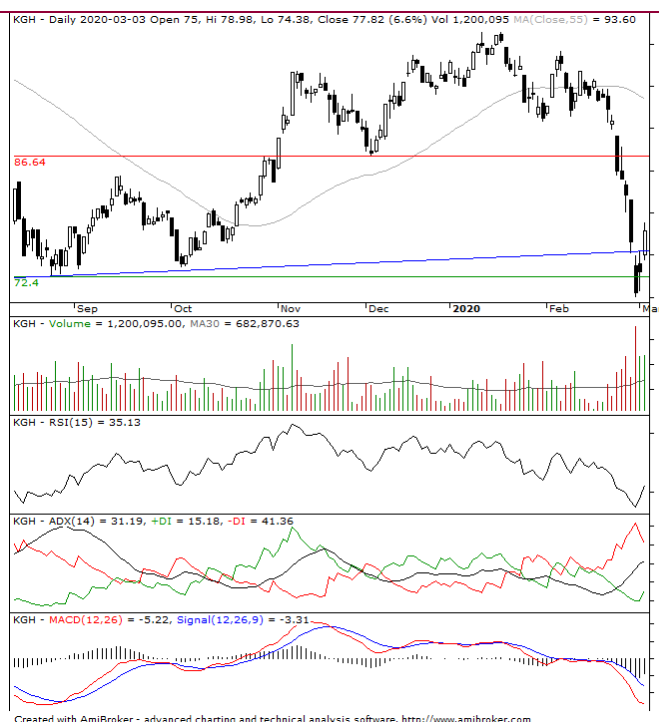 KGH - Daily 2020-03-03 Open 75, Hi 78.98, Lo 74.38, Close 77.82 (6.6%) Vol 1,200,095 MA(Close,55) = 93.60
86.64
72.4
Sep Oct Nov Dec 2020 Feb Mar
KGH - Volume = 1,200,095.00, MA30 = 682,870.63
KGH - RSI(15) = 35.13
KGH - ADX(14) = 31.19, +DI = 15.18, -DI = 41.36
KGH - MACD(12,26) = -5.22, Signal(12,26,9) = -3.31
Created with AmiBroker - advanced charting and technical analysis software. http://www.amibroker.com